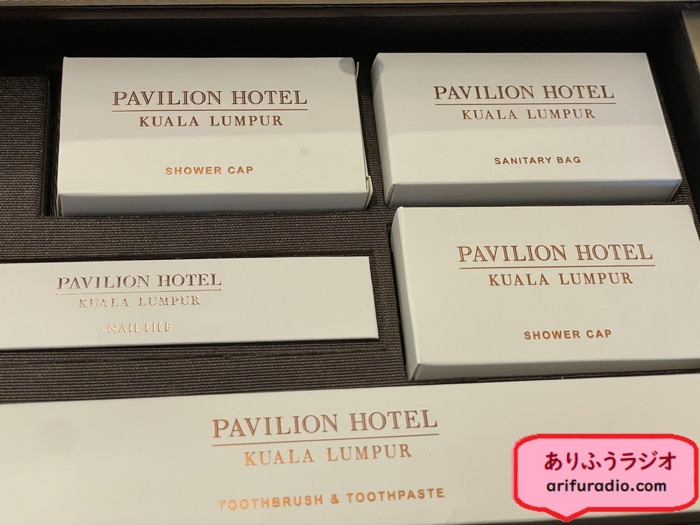 PAVILION HOTEL
KUALA LUMPUR
SHOWER CAP
PAVILION HOTEL
KUALA LUMPUR
SANITARY BAG
PAVILION HOTEL
KUALA LUMPUR
NAIL FILE
PAVILION HOTEL
KUALA LUMPUR
SHOWER CAP
PAVILION HOTEL
KUALA LUMPUR
TOOTHBRUSH & TOOTHPASTE
ありふうラジオ
arifuradio.com